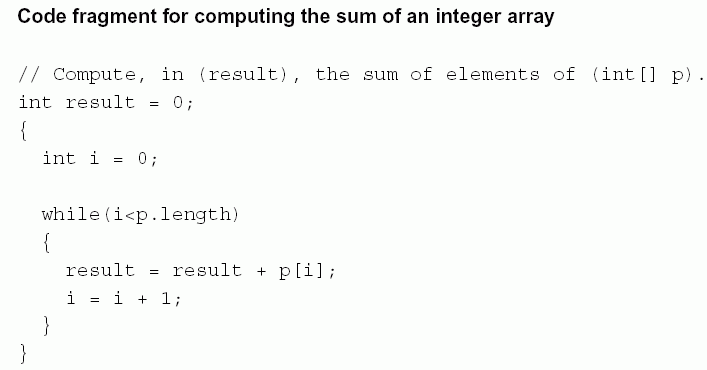 Code fragment for computing the sum of an integer array
// Compute, in (result), the sum of elements of (int[] p).
int result = 0;
{
int i = 0;
while(i<p.length)
{
result = result + p[i];
i = i + 1;
}
}